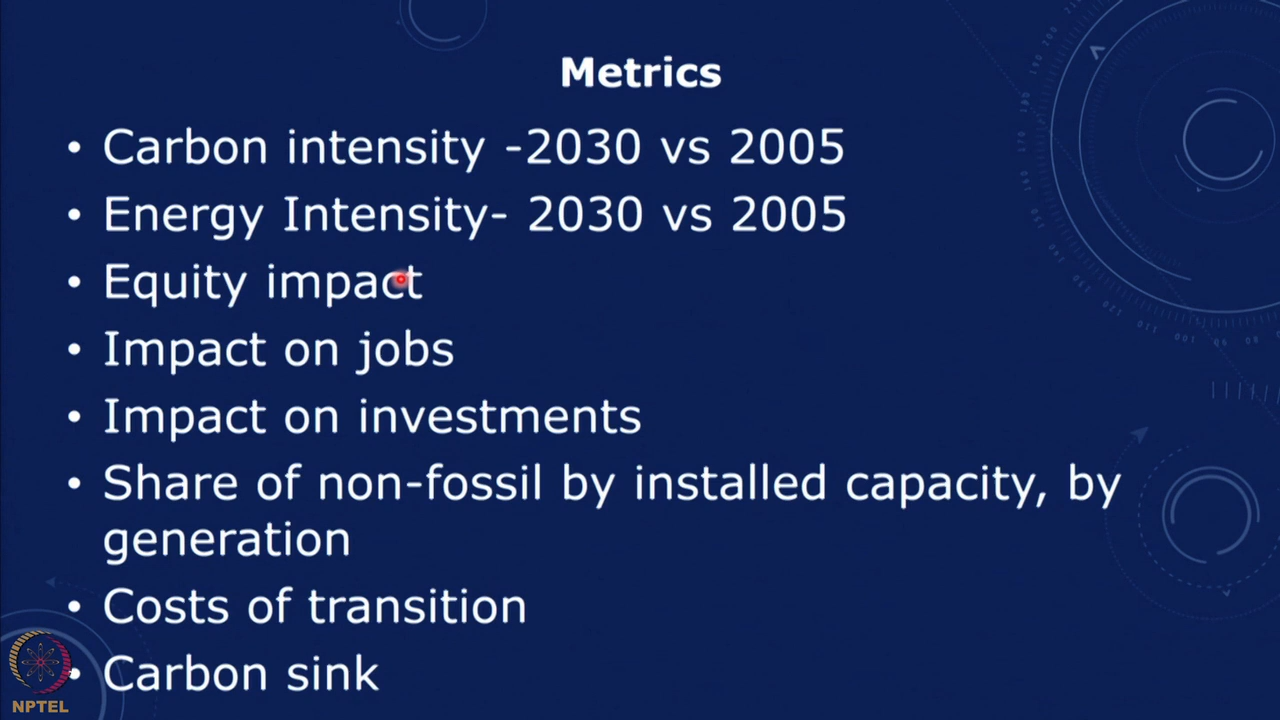 Metrics
• Carbon intensity -2030 vs 2005
• Energy Intensity- 2030 vs 2005
• Equity impact
• Impact on jobs
• Impact on investments
• Share of non-fossil by installed capacity, by
generation
• Costs of transition
• Carbon sink
NPTEL